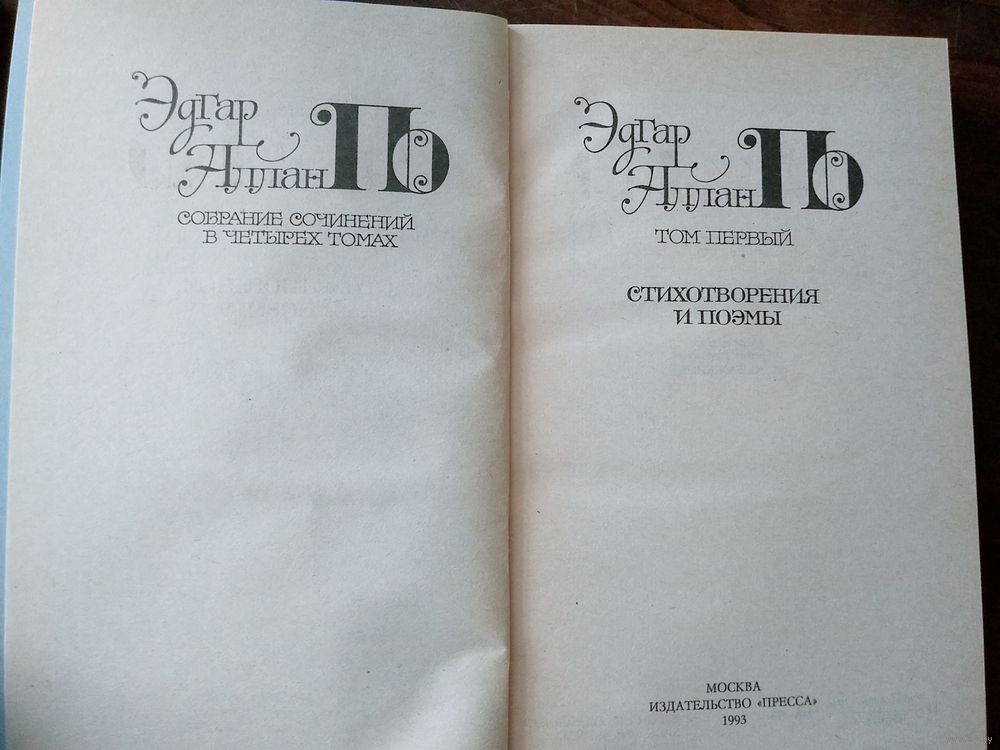 Эдгар
Аллан ПО
СОБРАНИЕ СОЧИНЕНИЙ
В ЧЕТЫРЕХ ТОМАХ
Эдгар
Аллан ПО
ТОМ ПЕРВЫЙ
СТИХОТВОРЕНИЯ
И ПОЭМЫ
МОСКВА
ИЗДАТЕЛЬСТВО «ПРЕССА»
1993